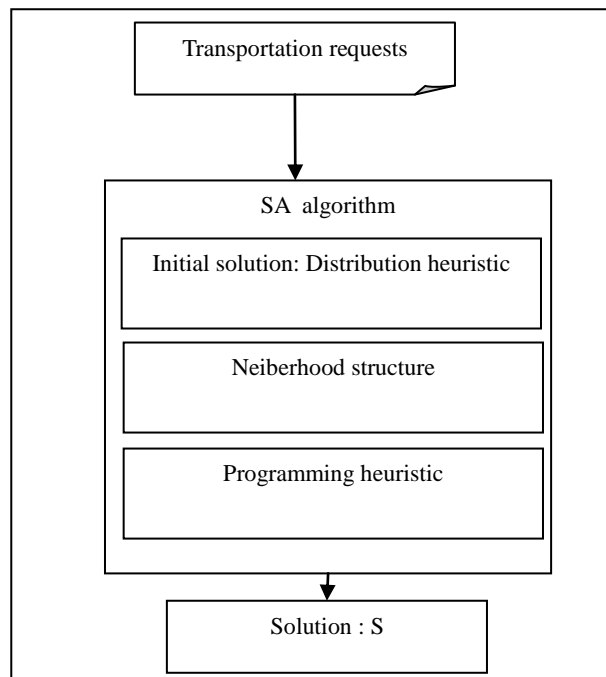 Transportation requests
SA algorithm
Initial solution: Distribution heuristic
Neiberhood structure
Programming heuristic
Solution : S